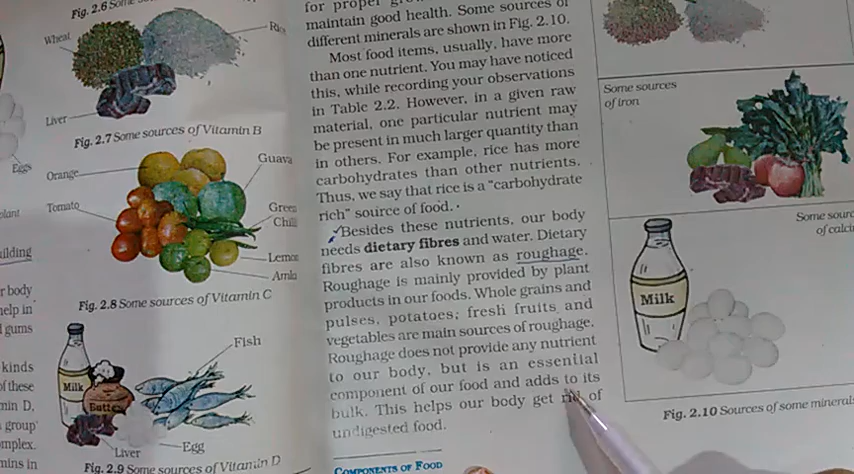 Fig. 2.6 Some
Wheat
Liver
Fig. 2.7 Some sources of Vitamin B
Eggs
Orange
Guava
Tomato
Green
Chili
Lemon
Amla
Fig. 2.8 Some sources of Vitamin C
Fish
Milk
Butter
Liver
Egg
Fig. 2.9 Some sources of Vitamin D
plant
body
help in
gums
kinds
of these
min D.
group
mplex.
mins in
for proper
maintain good health. Some sources of
different minerals are shown in Fig. 2.10.
Most food items, usually, have more
than one nutrient. You may have noticed
this, while recording your observations
in Table 2.2. However, in a given raw
material, one particular nutrient may
be present in much larger quantity than
in others. For example, rice has more
carbohydrates than other nutrients.
Thus, we say that rice is a "carbohydrate
rich" source of food.
Besides these nutrients, our body
needs dietary fibres and water. Dietary
fibres are also known as roughage.
Roughage is mainly provided by plant
products in our foods. Whole grains and
pulses, potatoes, fresh fruits and
vegetables are main sources of roughage.
Roughage does not provide any nutrient
to our body, but is an essential
component of our food and adds to its
bulk. This helps our body get rid of
undigested food.
COMPONENTS OF FOOD
Some sources
of iron
Some
of
Milk
Fig. 2.10 Sources of some